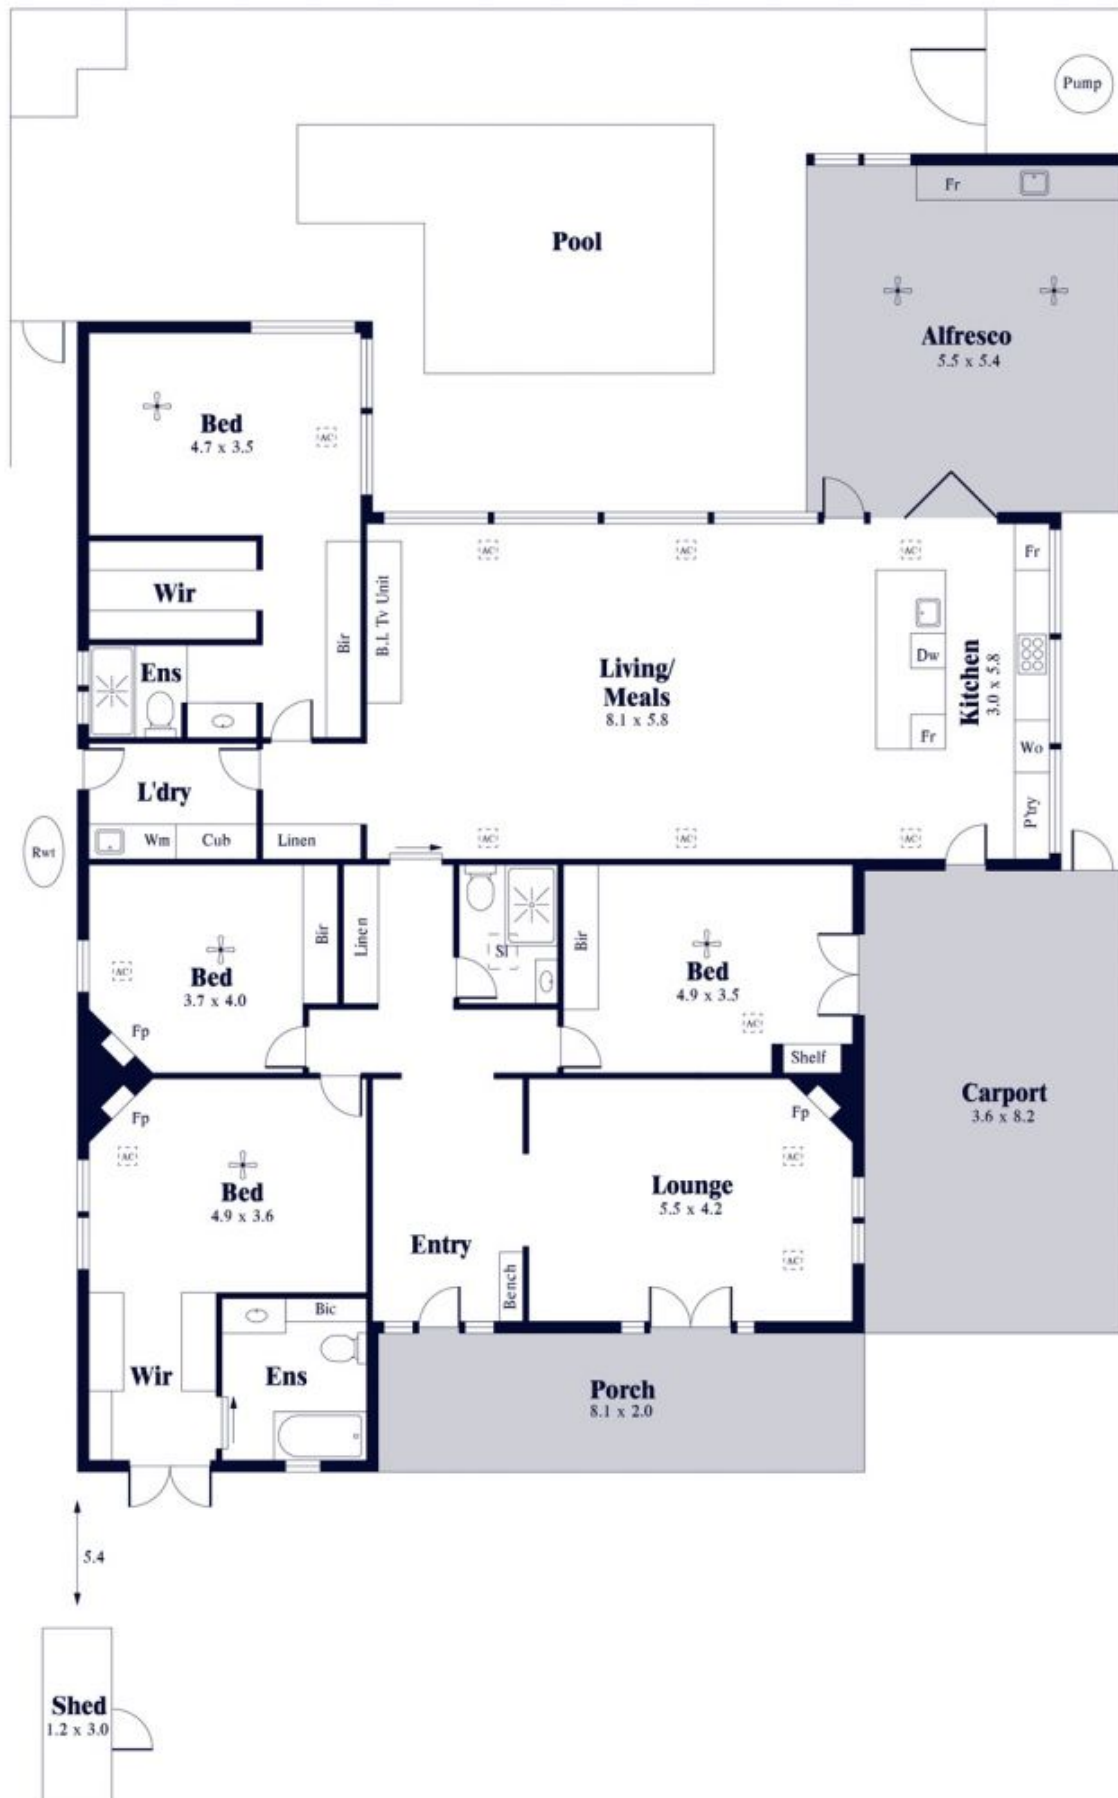 Pump
Fr
Pool
Alfresco
5.5 x 5.4
Bed
4.7 x 3.5
AC
AC
AC
AC
Fr
Wir
Bir
B.I. Tv Unit
Ens
Living/
Meals
8.1 x 5.8
Dw
Kitchen
3.0 x 5.8
Fr
Wo
L'dry
P'try
Wm
Cub
Linen
AC
AC
AC
Rwt
Bir
Linen
Sl
Bir
Bed
3.7 x 4.0
AC
Bed
4.9 x 3.5
AC
Fp
Shelf
Fp
Fp
Carport
3.6 x 8.2
AC
AC
Bed
4.9 x 3.6
Lounge
5.5 x 4.2
Entry
AC
Bench
Bic
Wir
Ens
Porch
8.1 x 2.0
5.4
Shed
1.2 x 3.0